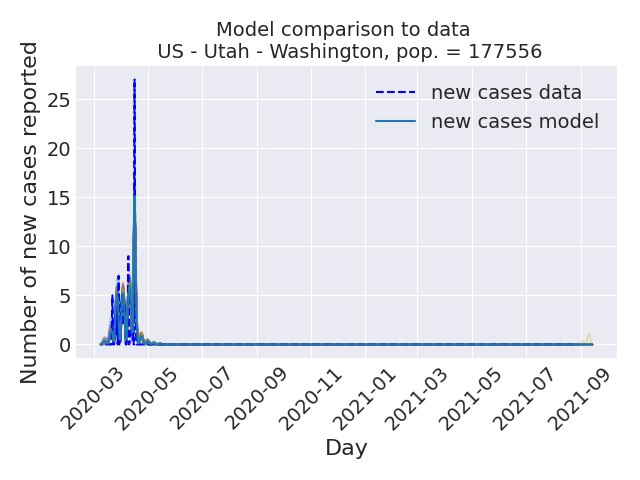 Model comparison to data
US - Utah - Washington, pop. = 177556
Number of new cases reported
25
20
15
10
5
0
new cases data
new cases model
2020-03
2020-05
2020-07
2020-09
2020-11
2021-01
2021-03
2021-05
2021-07
2021-09
Day